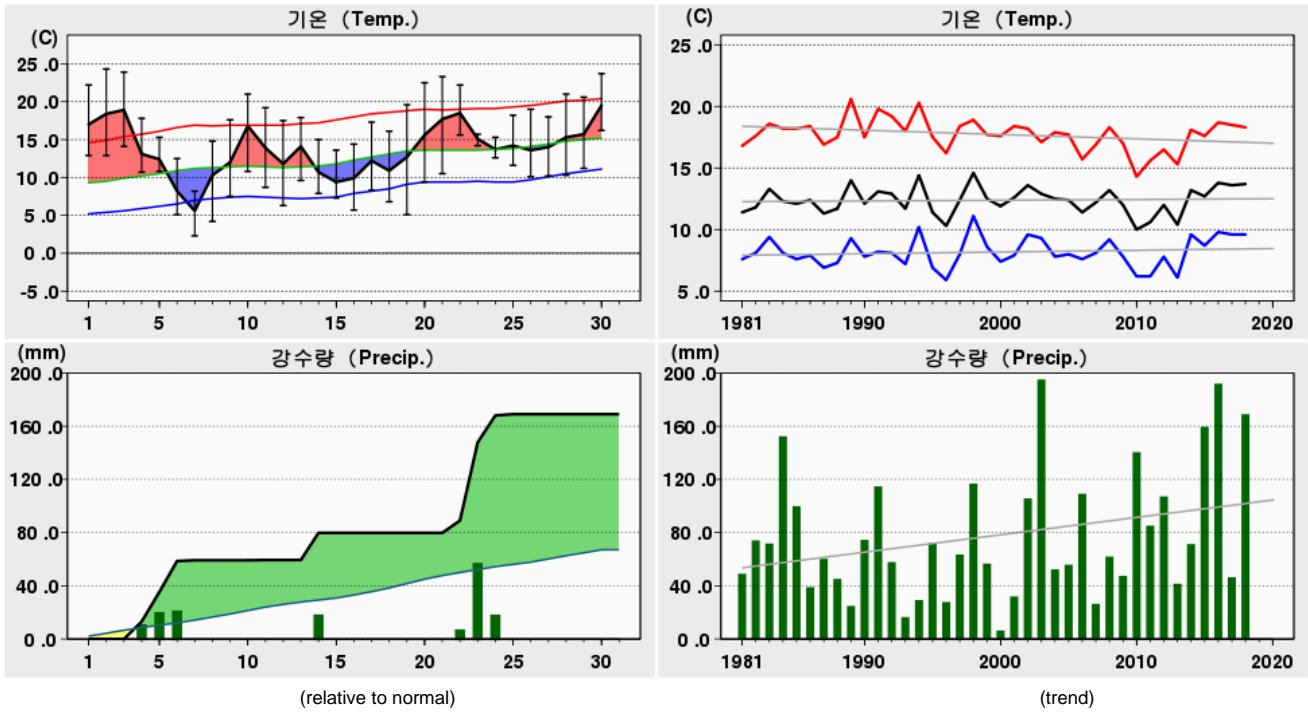 기온 (Temp.)
(C)
25 .0
20 .0
15 .0
10 .0
5 .0
0 .0
-5 .0
1 5 10 15 20 25 30
기온 (Temp.)
(C)
25 .0
20 .0
15 .0
10 .0
5 .0
1981 1990 2000 2010 2020
강수량 (Precip.)
(mm)
200 .0
160 .0
120 .0
80 .0
40 .0
0 .0
1 5 10 15 20 25 30
(relative to normal)
강수량 (Precip.)
(mm)
200 .0
160 .0
120 .0
80 .0
40 .0
0 .0
1981 1990 2000 2010 2020
(trend)